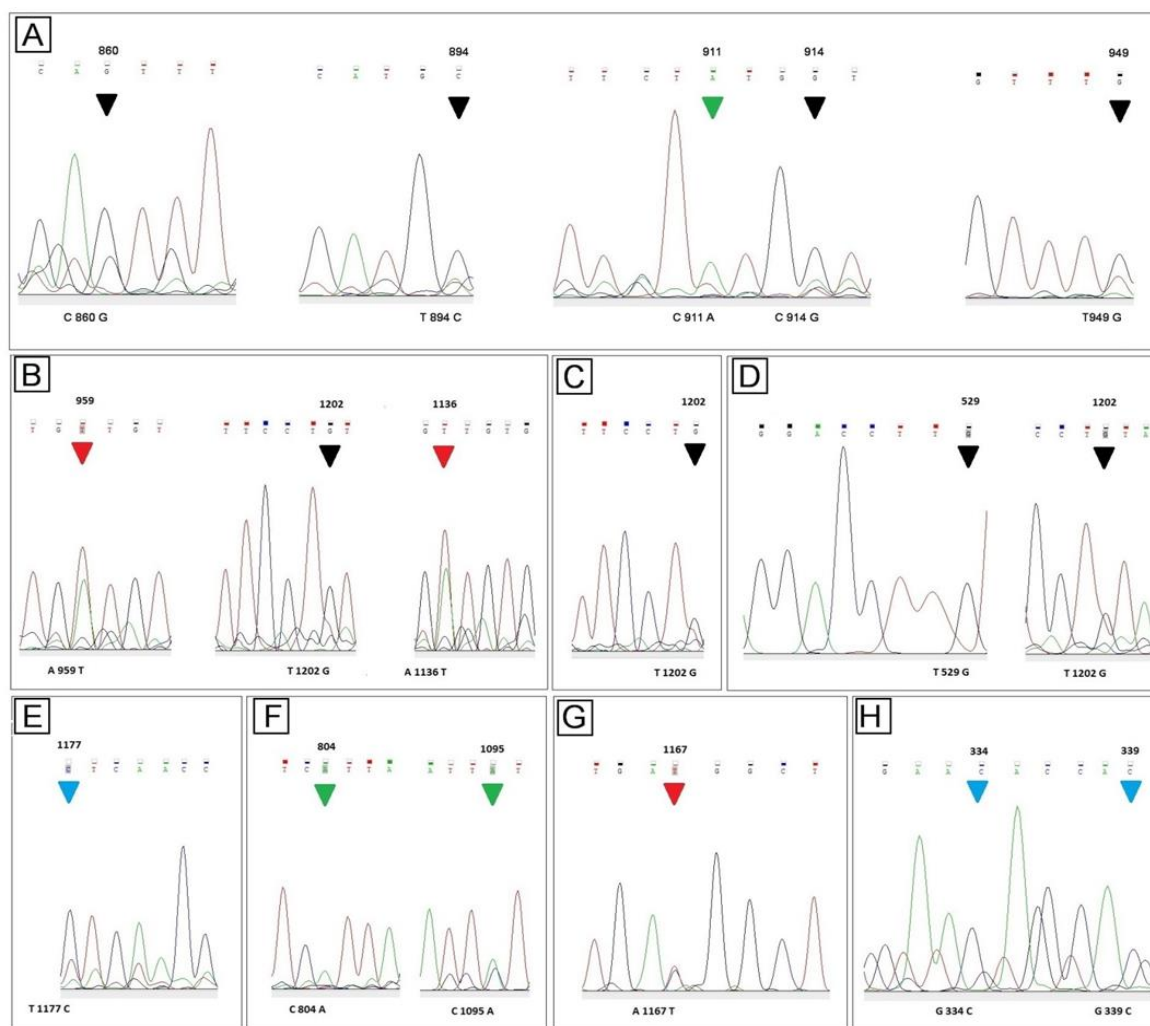 A
860 894 911 914 949
C A G T T T C A T G C T T C T A T G G T G T T T G
C 860 G T 894 C C 911 A C 914 G T949 G
B C D
959 1202 1136 1202 529 1202
T G T T G T T T C C T G T G T T G T G T T C C T G G G A C C T T G C C T G T A
A 959 T T 1202 G A 1136 T T 1202 G T 529 G T 1202 G
E F G H
1177 804 1095 1167 334 339
C T C A A C C T C A T T A A T T T G A T G G C T G A A C A C C A C
T 1177 C C 804 A C 1095 A A 1167 T G 334 C G 339 C